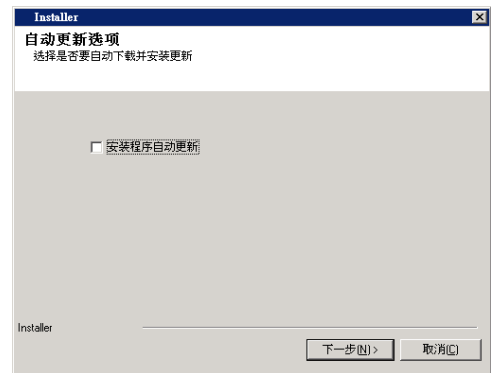 Installer
自动更新选项
选择是否要自动下载并安装更新
安装程序自动更新
Installer
下一步(N) >
取消(C)